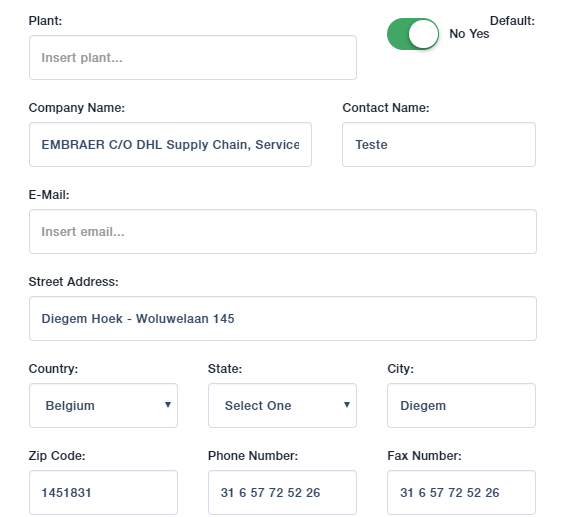 Plant:
Default:
No Yes
Insert plant...
Company Name:
Contact Name:
EMBRAER C/O DHL Supply Chain, Service
Teste
E-Mail:
Insert email...
Street Address:
Diegem Hoek - Woluwelaan 145
Country:
State:
City:
Belgium
Select One
Diegem
Zip Code:
Phone Number:
Fax Number:
1451831
31 6 57 72 52 26
31 6 57 72 52 26